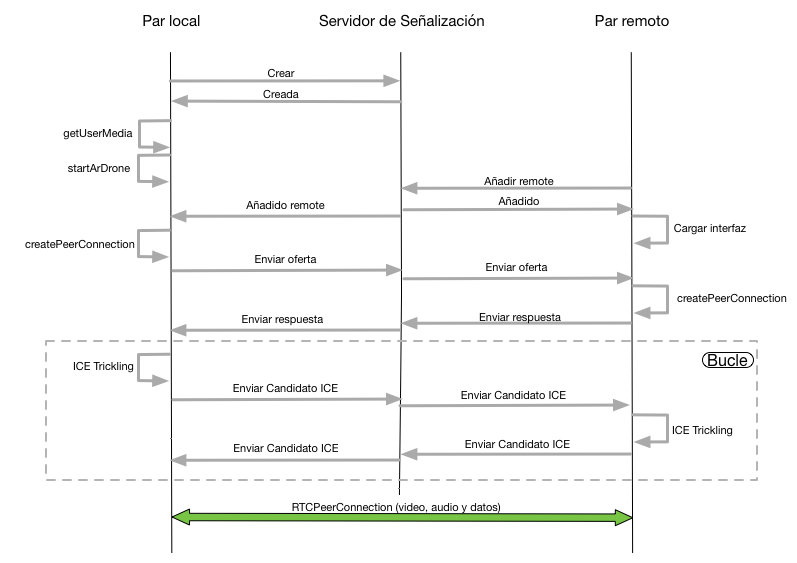 Par local
Servidor de Señalización
Par remoto
Crear
Creada
getUserMedia
startArDrone
Añadir remote
Añadido
Añadido remote
Cargar interfaz
createPeerConnection
Enviar oferta
Enviar oferta
createPeerConnection
Enviar respuesta
Enviar respuesta
Bucle
ICE Trickling
Enviar Candidato ICE
Enviar Candidato ICE
ICE Trickling
Enviar Candidato ICE
Enviar Candidato ICE
RTCPeerConnection (video, audio y datos)